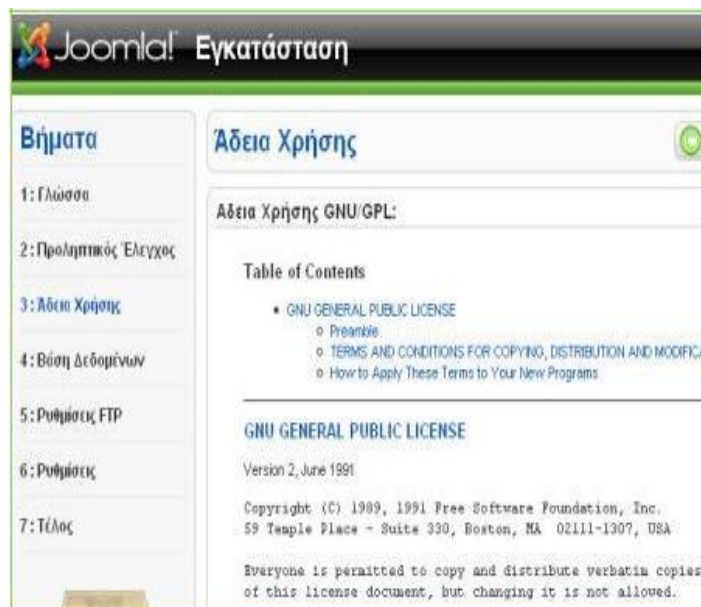 Joomla! Εγκατάσταση
Βήματα
1 : Γλώσσα
2 : Προληπτικός Έλεγχος
3 : Άδεια Χρήσης
4 : Βάση Δεδομένων
5 : Ρυθμίσεις FTP
6 : Ρυθμίσεις
7 : Τέλος
Άδεια Χρήσης
Αδεια Χρήσης GNU/GPL:
Table of Contents
GNU GENERAL PUBLIC LICENSE
Preamble
TERMS AND CONDITIONS FOR COPYING, DISTRIBUTION AND MODIFICA
How to Apply These Terms to Your New Programs
GNU GENERAL PUBLIC LICENSE
Version 2, June 1991
Copyright (C) 1989, 1991 Free Software Foundation, Inc.
59 Temple Place - Suite 330, Boston, MA 02111-1307, USA
Everyone is permitted to copy and distribute verbatim copies
of this license document, but changing it is not allowed.